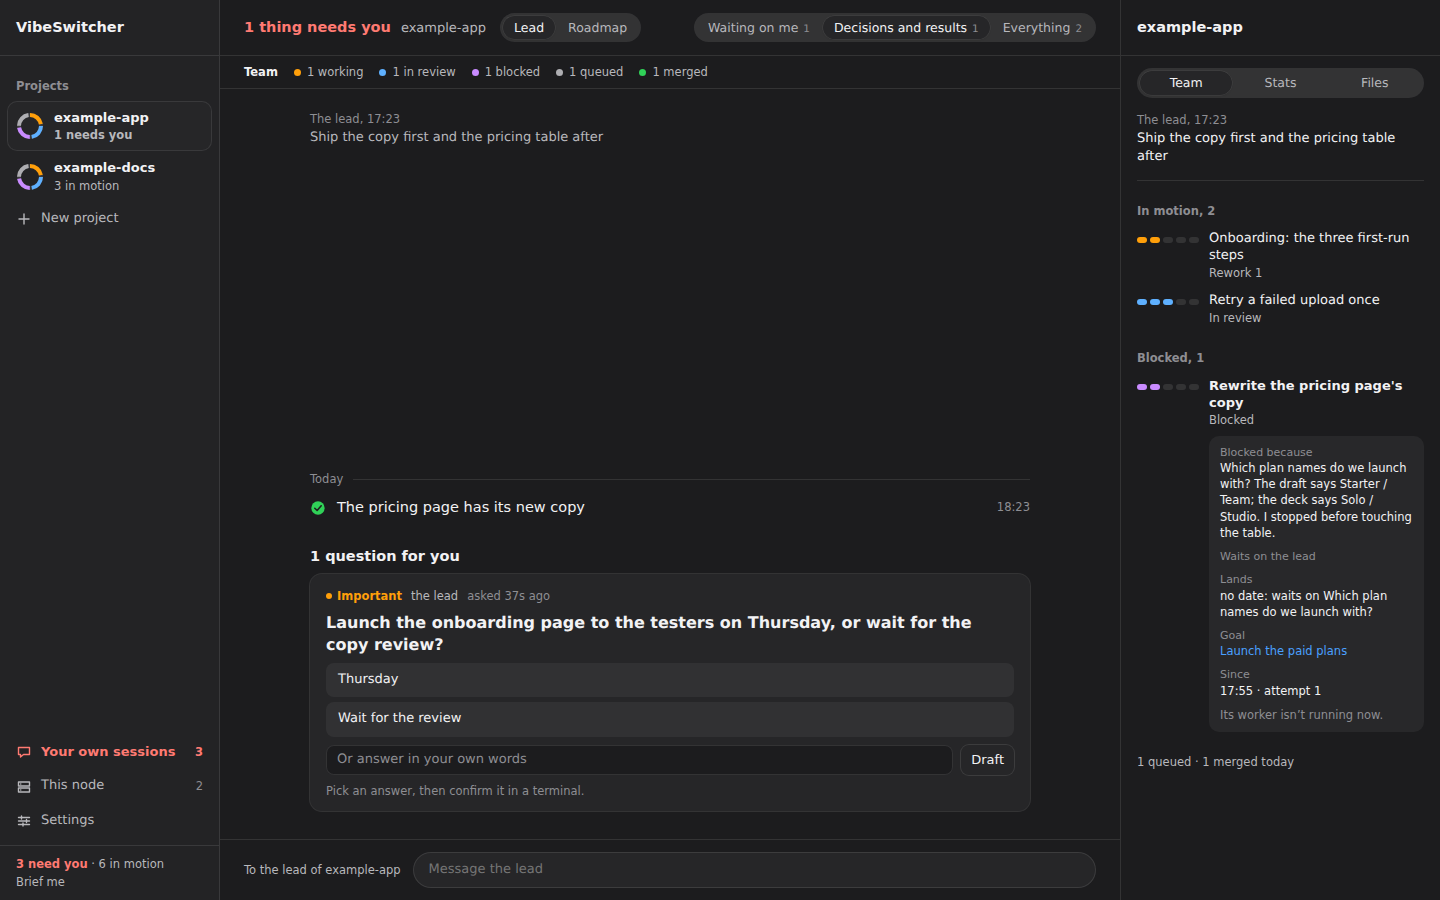 VibeSwitcher
Projects
example-app
1 needs you
example-docs
3 in motion
New project
Your own sessions 3
This node 2
Settings
3 need you · 6 in motion
Brief me
1 thing needs you example-app Lead Roadmap
Waiting on me 1 Decisions and results 1 Everything 2
Team 1 working 1 in review 1 blocked 1 queued 1 merged
The lead, 17:23
Ship the copy first and the pricing table after
Today
The pricing page has its new copy 18:23
1 question for you
Important the lead asked 37s ago
Launch the onboarding page to the testers on Thursday, or wait for the
copy review?
Thursday
Wait for the review
Or answer in your own words Draft
Pick an answer, then confirm it in a terminal.
To the lead of example-app Message the lead
example-app
Team Stats Files
The lead, 17:23
Ship the copy first and the pricing table
after
In motion, 2
Onboarding: the three first-run
steps
Rework 1
Retry a failed upload once
In review
Blocked, 1
Rewrite the pricing page's
copy
Blocked
Blocked because
Which plan names do we launch
with? The draft says Starter /
Team; the deck says Solo /
Studio. I stopped before touching
the table.
Waits on the lead
Lands
no date: waits on Which plan
names do we launch with?
Goal
Launch the paid plans
Since
17:55 · attempt 1
Its worker isn’t running now.
1 queued · 1 merged today